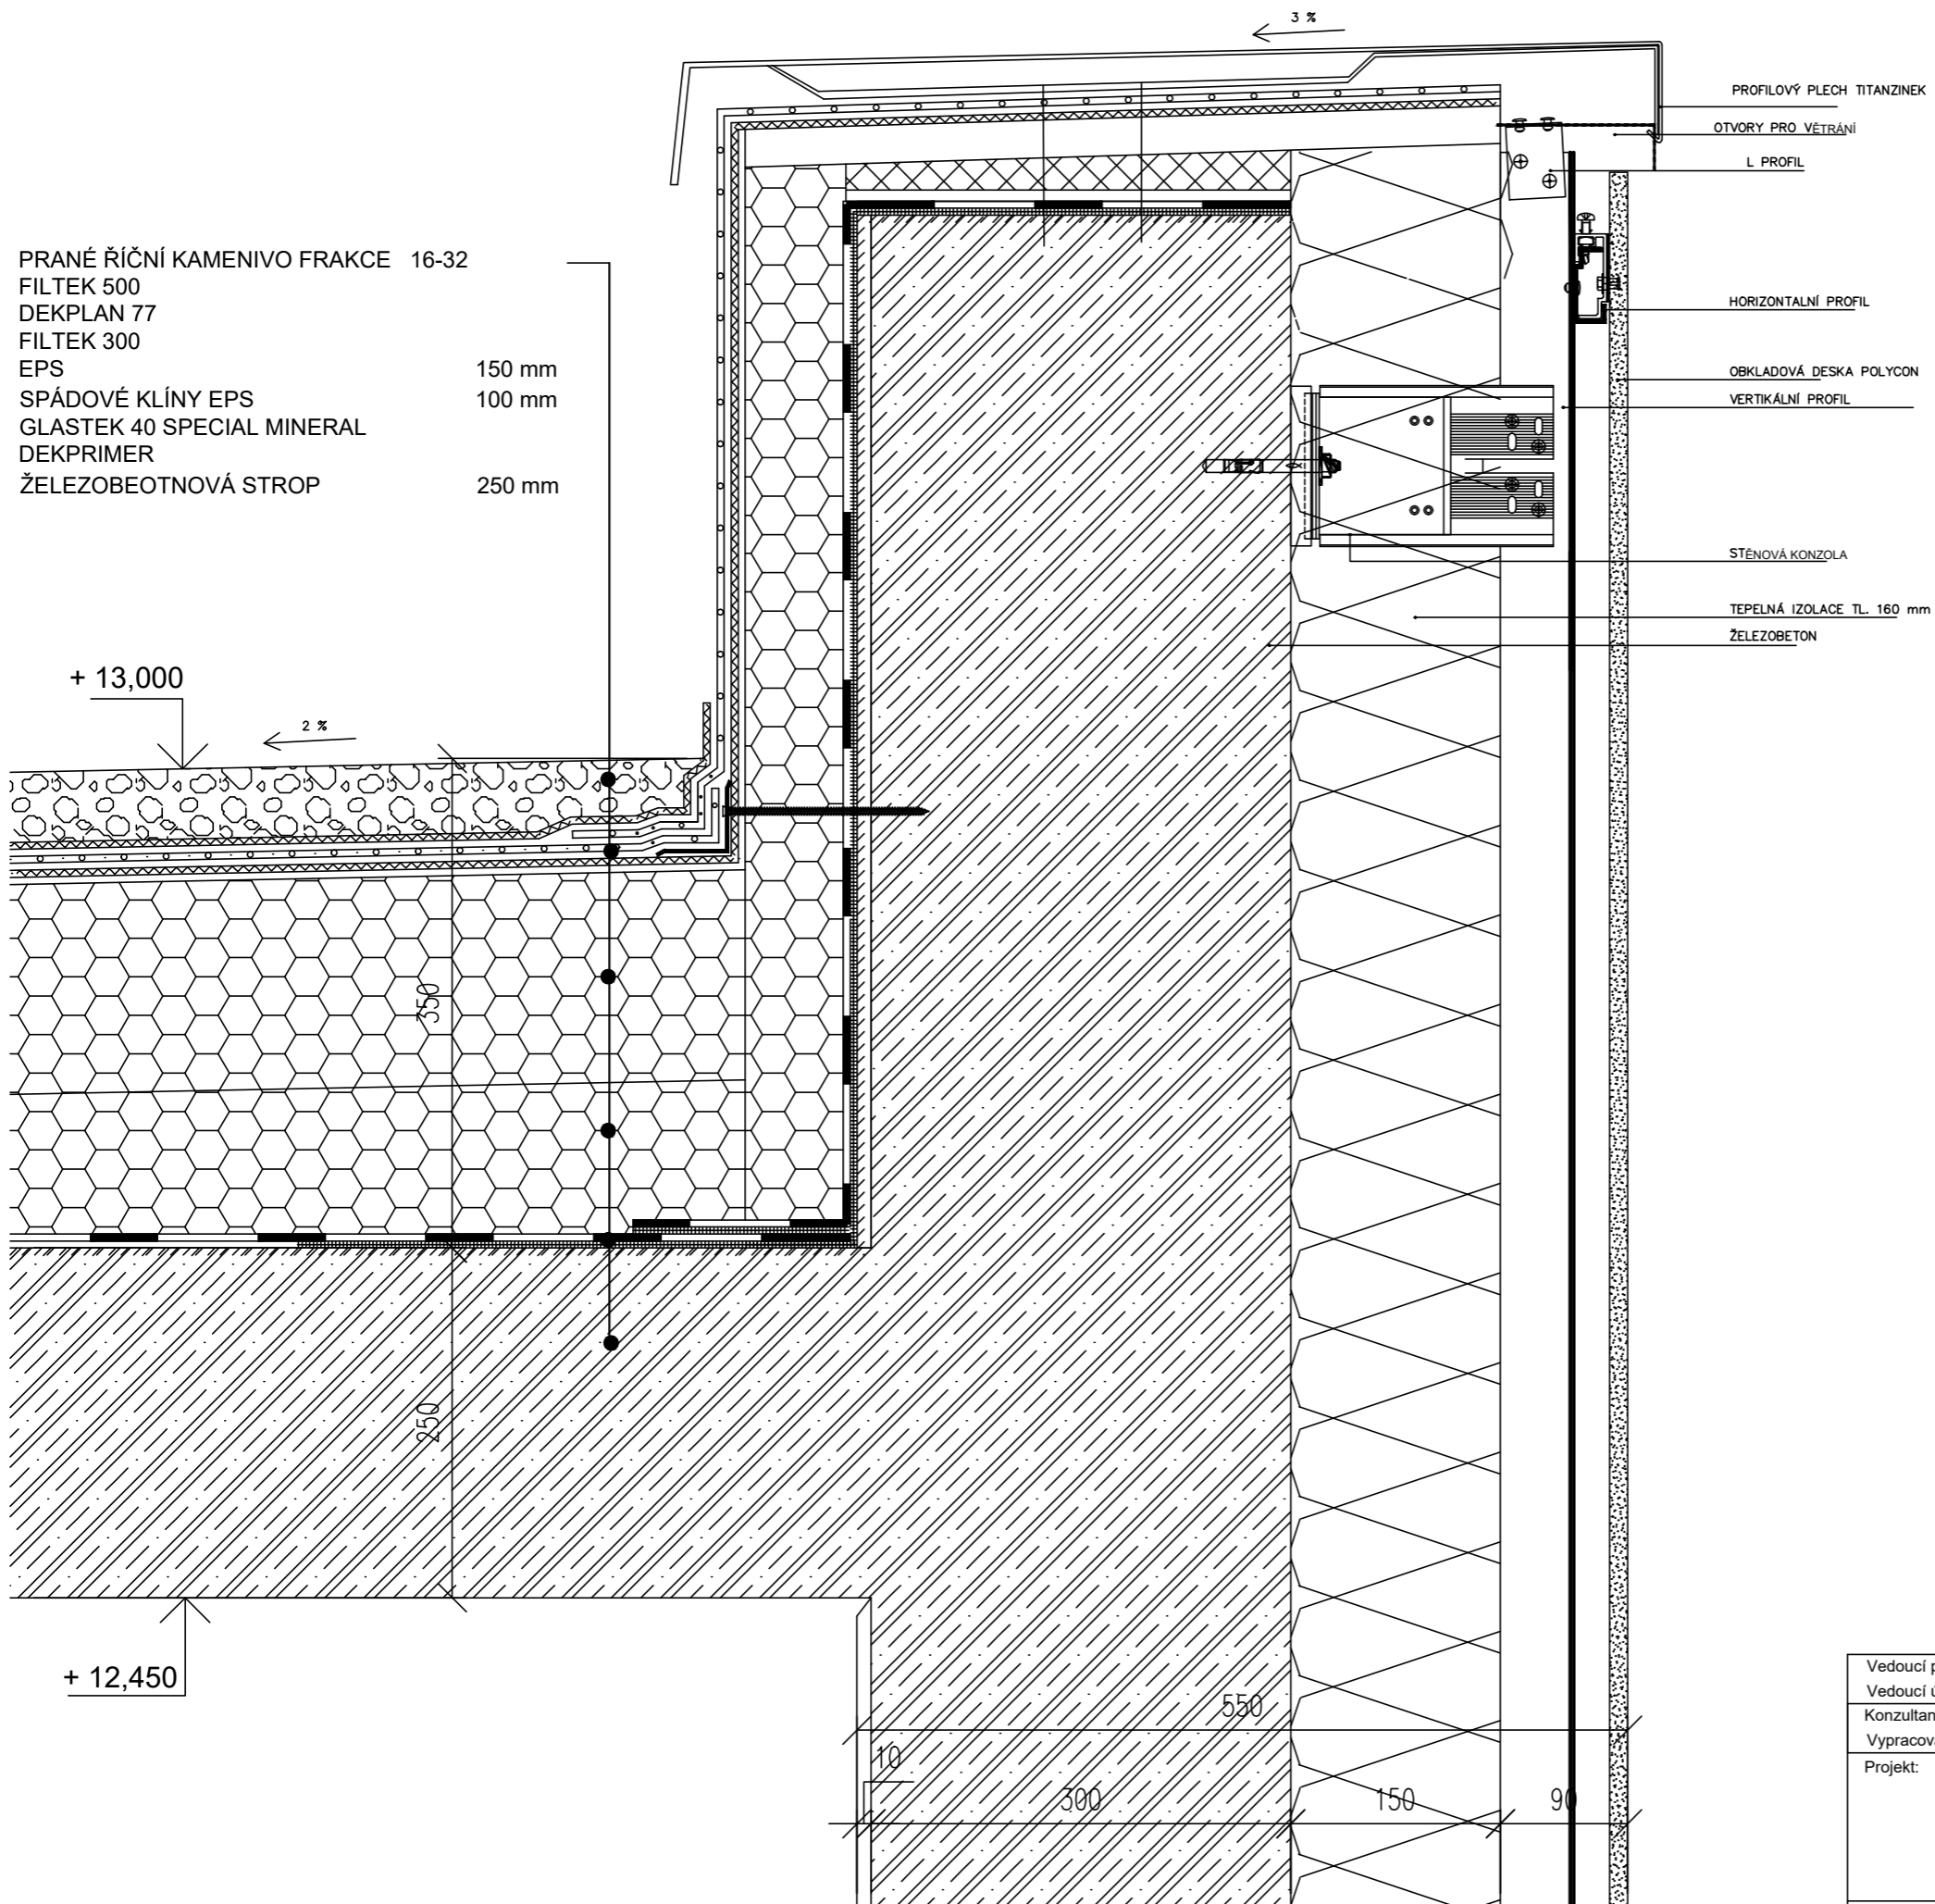 3 %
PROFILOVÝ PLECH TITANZINEK
OTVORY PRO VĚTRÁNÍ
L PROFIL
PRANÉ ŘÍČNÍ KAMENIVO FRAKCE 16-32
FILTEK 500
DEKPLAN 77
FILTEK 300
EPS 150 mm
SPÁDOVÉ KLÍNY EPS 100 mm
GLASTEK 40 SPECIAL MINERAL
DEKPRIMER
ŽELEZOBEOTNOVÁ STROP 250 mm
HORIZONTALNÍ PROFIL
OBKLADOVÁ DESKA POLYCON
VERTIKÁLNÍ PROFIL
STĚNOVÁ KONZOLA
TEPELNÁ IZOLACE TL. 160 mm
ŽELEZOBETON
+ 13,000
2 %
350
250
+ 12,450
550
10
300
150
90
Vedoucí
Vedoucí
Konzultan
Vypracov
Projekt: